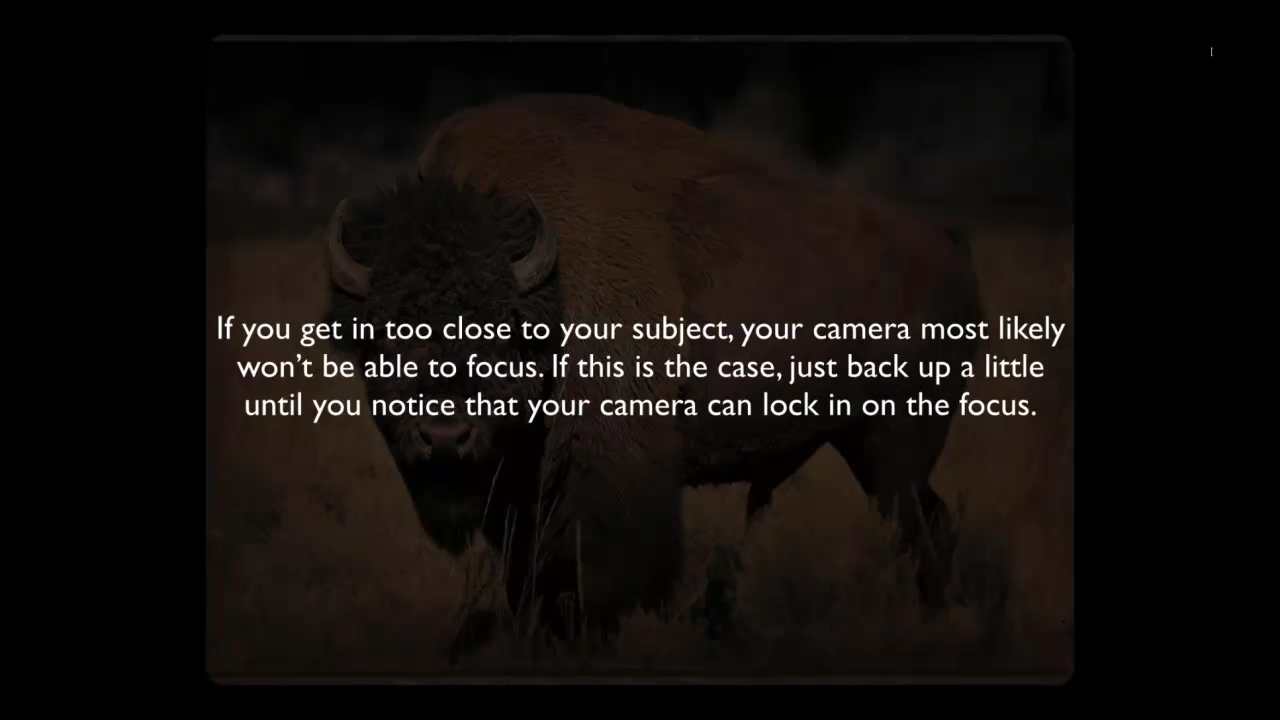 If you get in too close to your subject, your camera most likely
won't be able to focus. If this is the case, just back up a little
until you notice that your camera can lock in on the focus.